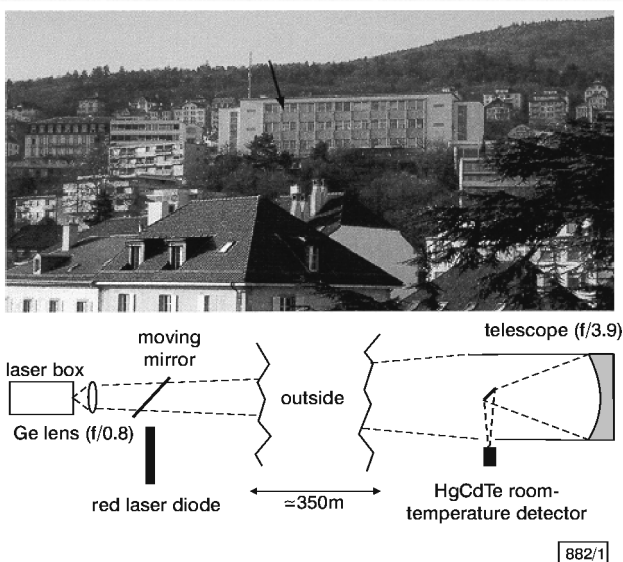 telescope (f/3.9)
moving
mirror
laser box
outside
Ge lens (f/0.8)
red laser diode
≃350m
HgCdTe room-
temperature detector
882/1